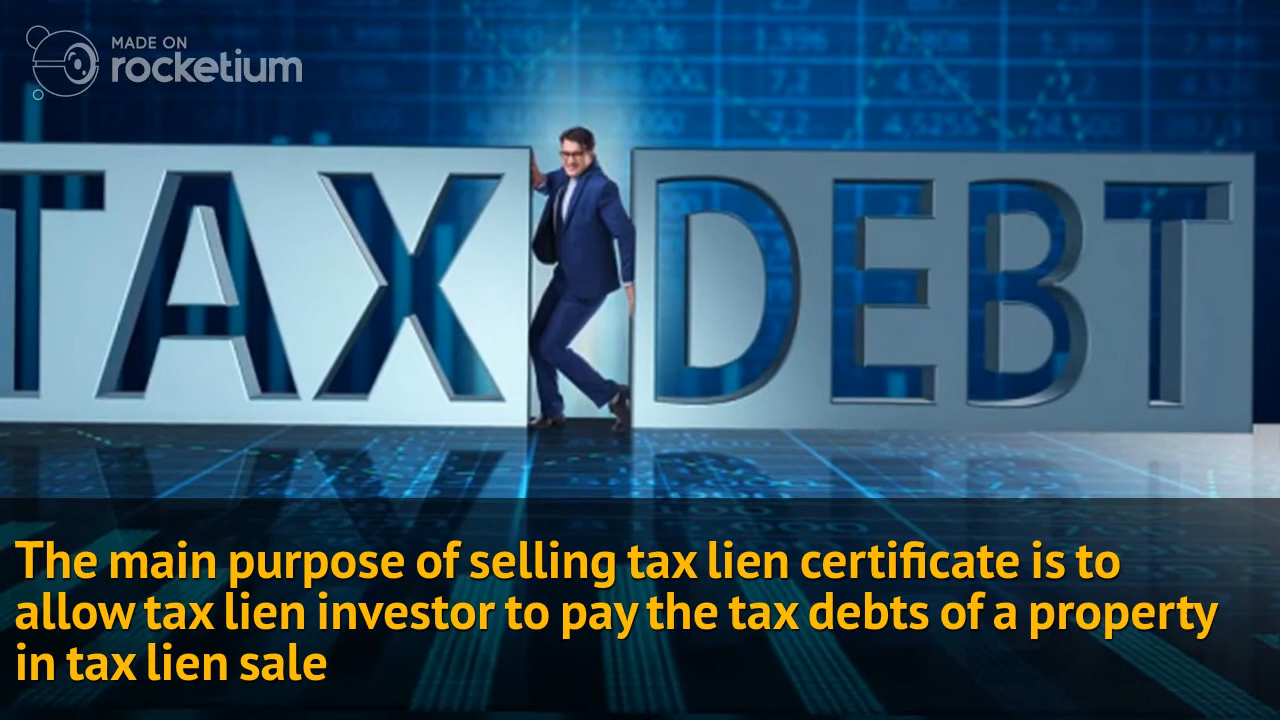 MADE ON
rocketium
TAX DEBT
The main purpose of selling tax lien certificate is to
allow tax lien investor to pay the tax debts of a property
in tax lien sale